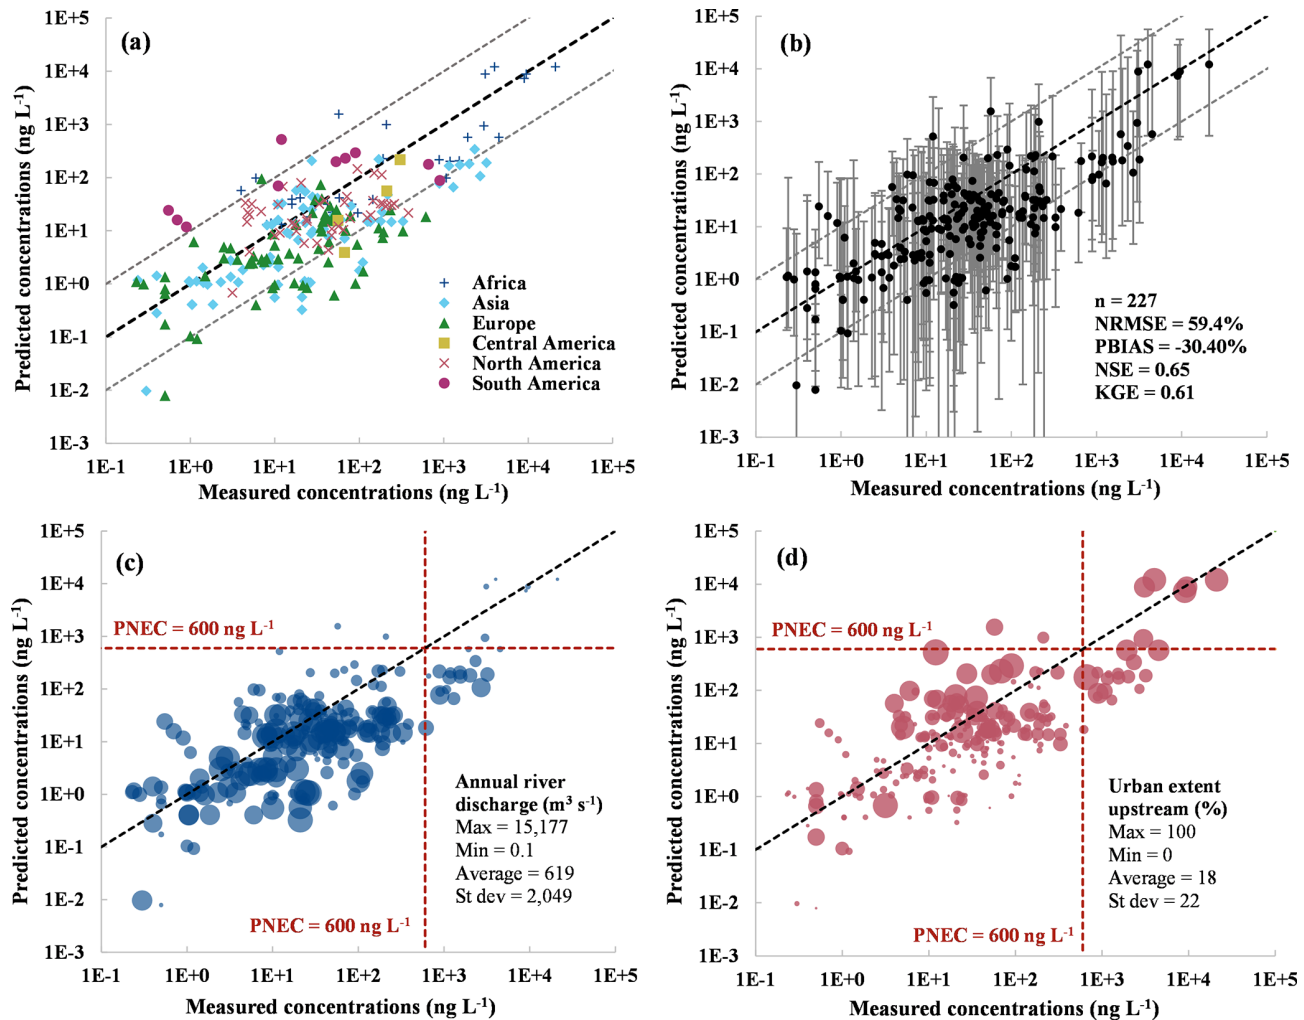 (a)
Predicted concentrations (ng L-1)
1E+5
1E+4
1E+3
1E+2
1E+1
1E+0
1E-1
1E-2
1E-3
Africa
Asia
Europe
Central America
North America
South America
1E-1 1E+0 1E+1 1E+2 1E+3 1E+4 1E+5
Measured concentrations (ng L-1)
(b)
Predicted concentrations (ng L-1)
1E+5
1E+4
1E+3
1E+2
1E+1
1E+0
1E-1
1E-2
1E-3
n = 227
NRMSE = 59.4%
PBIAS = -30.40%
NSE = 0.65
KGE = 0.61
1E-1 1E+0 1E+1 1E+2 1E+3 1E+4 1E+5
Measured concentrations (ng L-1)
(c)
Predicted concentrations (ng L-1)
1E+5
1E+4
1E+3
1E+2
1E+1
1E+0
1E-1
1E-2
1E-3
PNEC = 600 ng L-1
Annual river
discharge (m3 s-1)
Max = 15,177
Min = 0.1
Average = 619
St dev = 2,049
PNEC = 600 ng L-1
1E-1 1E+0 1E+1 1E+2 1E+3 1E+4 1E+5
Measured concentrations (ng L-1)
(d)
Predicted concentrations (ng L-1)
1E+5
1E+4
1E+3
1E+2
1E+1
1E+0
1E-1
1E-2
1E-3
PNEC = 600 ng L-1
Urban extent
upstream (%)
Max = 100
Min = 0
Average = 18
St dev = 22
PNEC = 600 ng L-1
1E-1 1E+0 1E+1 1E+2 1E+3 1E+4 1E+5
Measured concentrations (ng L-1)